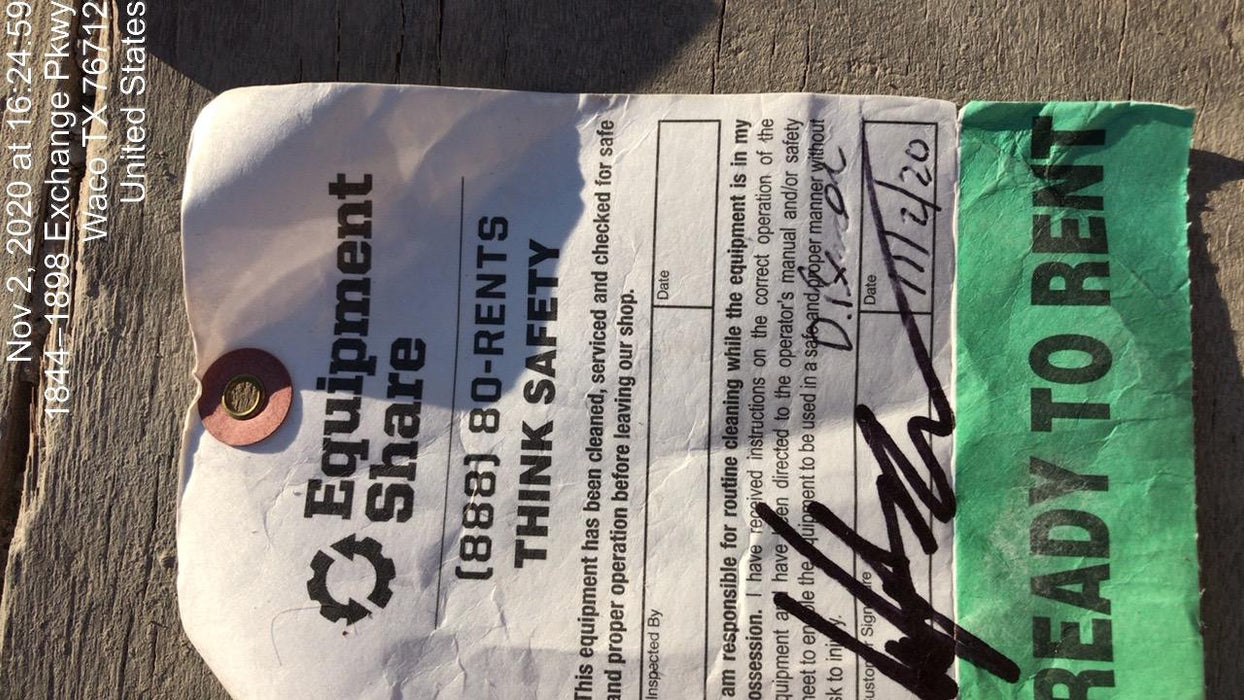 Nov 2, 2020 at 16:24:59
1844–1898 Exchange Pkwy
Waco TX 76712
United States
Equipment
Share
(888) 80-RENTS
THINK SAFETY
This equipment has been cleaned, serviced and checked for safe
and proper operation before leaving our shop.
Inspected By Date
am responsible for routine cleaning while the equipment is in my
ossession. I have received instructions on the correct operation of the
quipment and have been directed to the operator's manual and/or safety
heet to enable the equipment to be used in a safe and proper manner without
sk to injury.
ustomer Signature Date
11/2/20
READY TO RENT